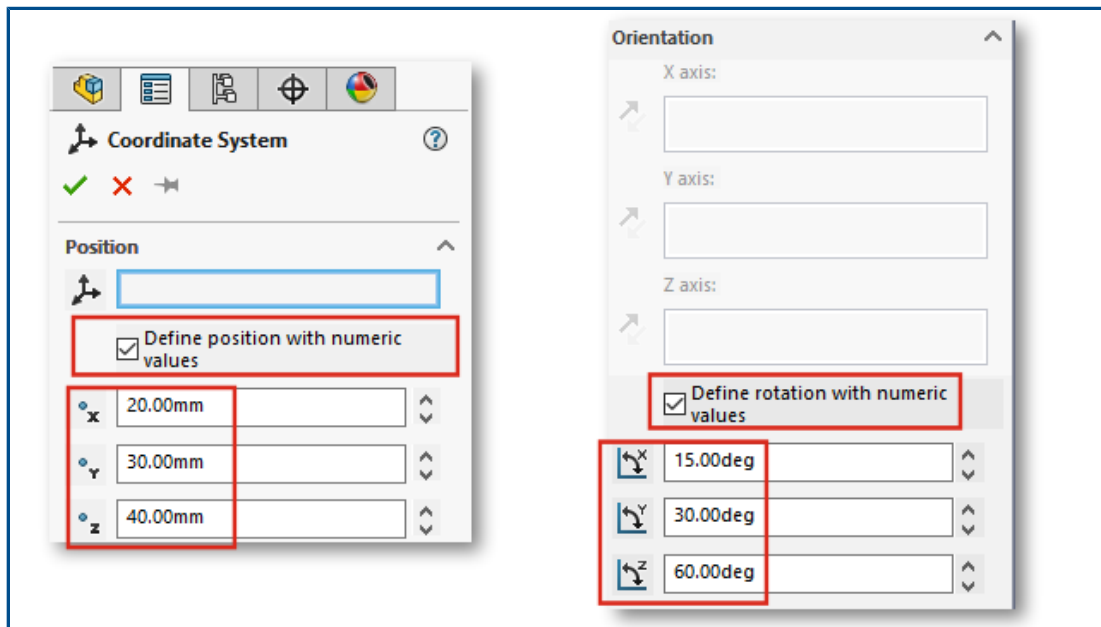 Coordinate System
?
Position
Define position with numeric
values
X 20.00mm
Y 30.00mm
Z 40.00mm
Orientation
X axis:
Y axis:
Z axis:
Define rotation with numeric
values
X 15.00deg
Y 30.00deg
Z 60.00deg